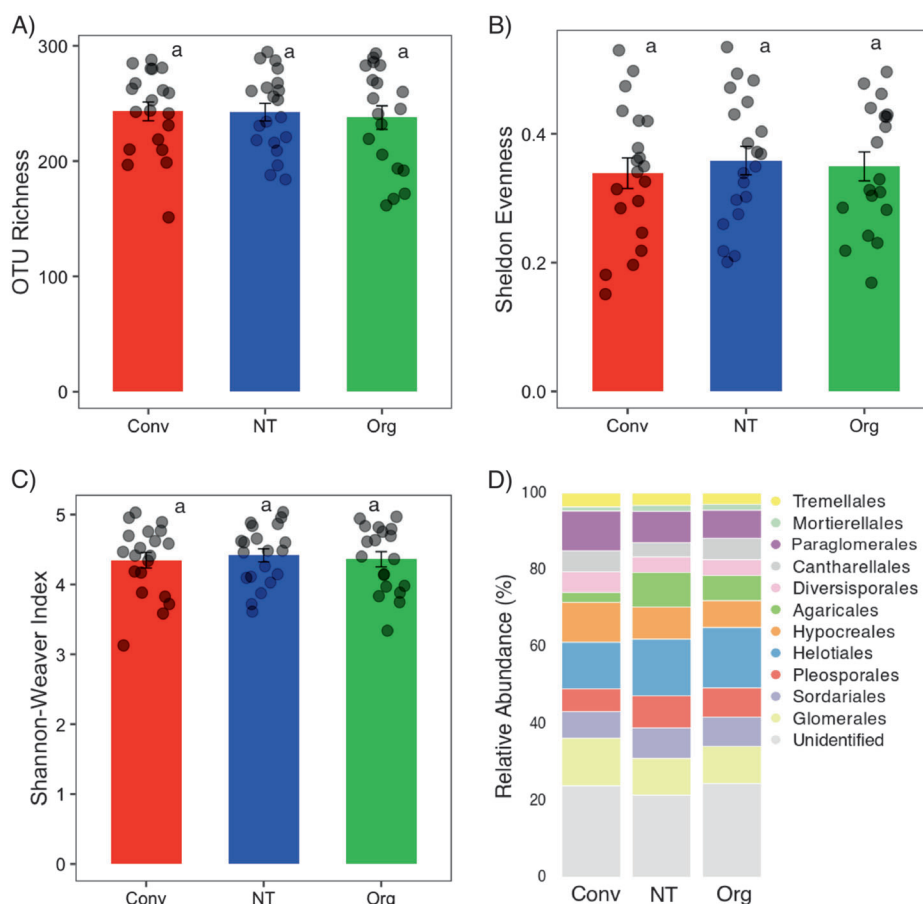 A)
OTU Richness
300
200
100
0
a
a
a
Conv
NT
Org
B)
Sheldon Evenness
0.4
0.2
0.0
a
a
a
Conv
NT
Org
C)
Shannon-Weaver Index
5
4
3
2
1
0
a
a
a
Conv
NT
Org
D)
Relative Abundance (%)
100
80
60
40
20
0
Conv
NT
Org
Tremellales
Mortierellales
Paraglomerales
Cantharellales
Diversisporales
Agaricales
Hypocreales
Helotiales
Pleosporales
Sordariales
Glomerales
Unidentified